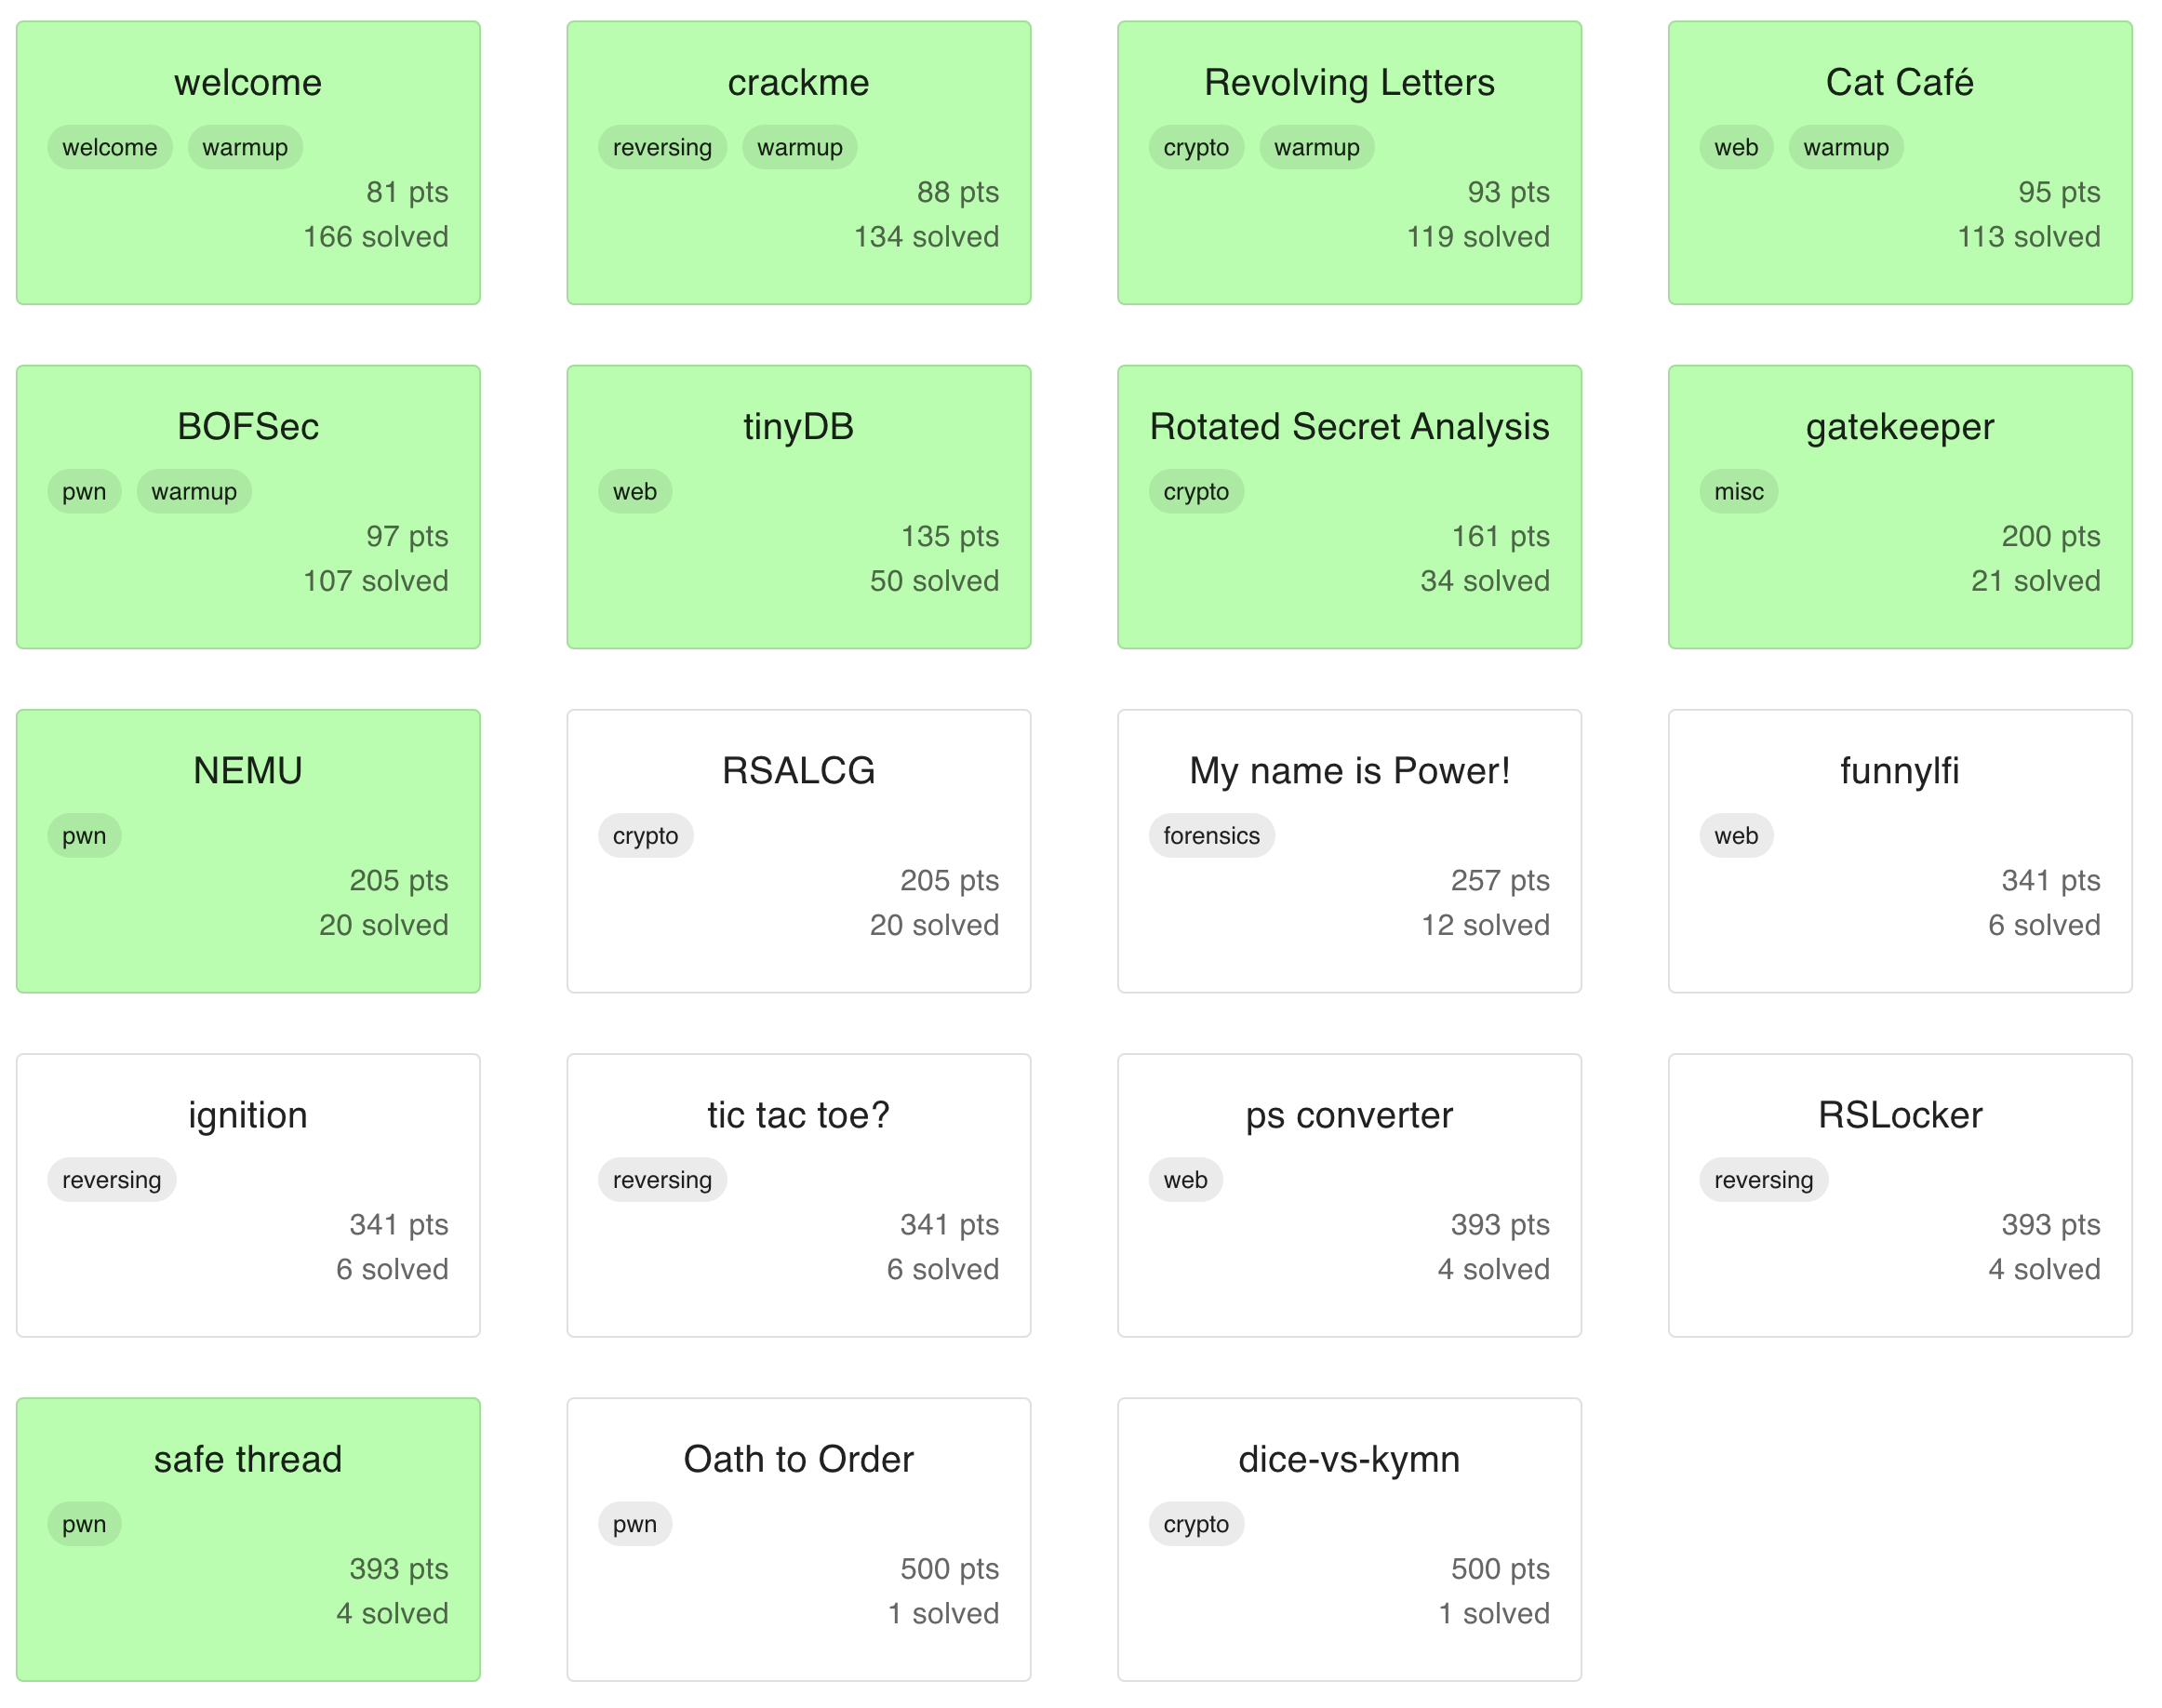 welcome
welcome warmup
81 pts
166 solved
crackme
reversing warmup
88 pts
134 solved
Revolving Letters
crypto warmup
93 pts
119 solved
Cat Café
web warmup
95 pts
113 solved
BOFSec
pwn warmup
97 pts
107 solved
tinyDB
web
135 pts
50 solved
Rotated Secret Analysis
crypto
161 pts
34 solved
gatekeeper
misc
200 pts
21 solved
NEMU
pwn
205 pts
20 solved
RSALCG
crypto
205 pts
20 solved
My name is Power!
forensics
257 pts
12 solved
funnylfi
web
341 pts
6 solved
ignition
reversing
341 pts
6 solved
tic tac toe?
reversing
341 pts
6 solved
ps converter
web
393 pts
4 solved
RSLocker
reversing
393 pts
4 solved
safe thread
pwn
393 pts
4 solved
Oath to Order
pwn
500 pts
1 solved
dice-vs-kymn
crypto
500 pts
1 solved